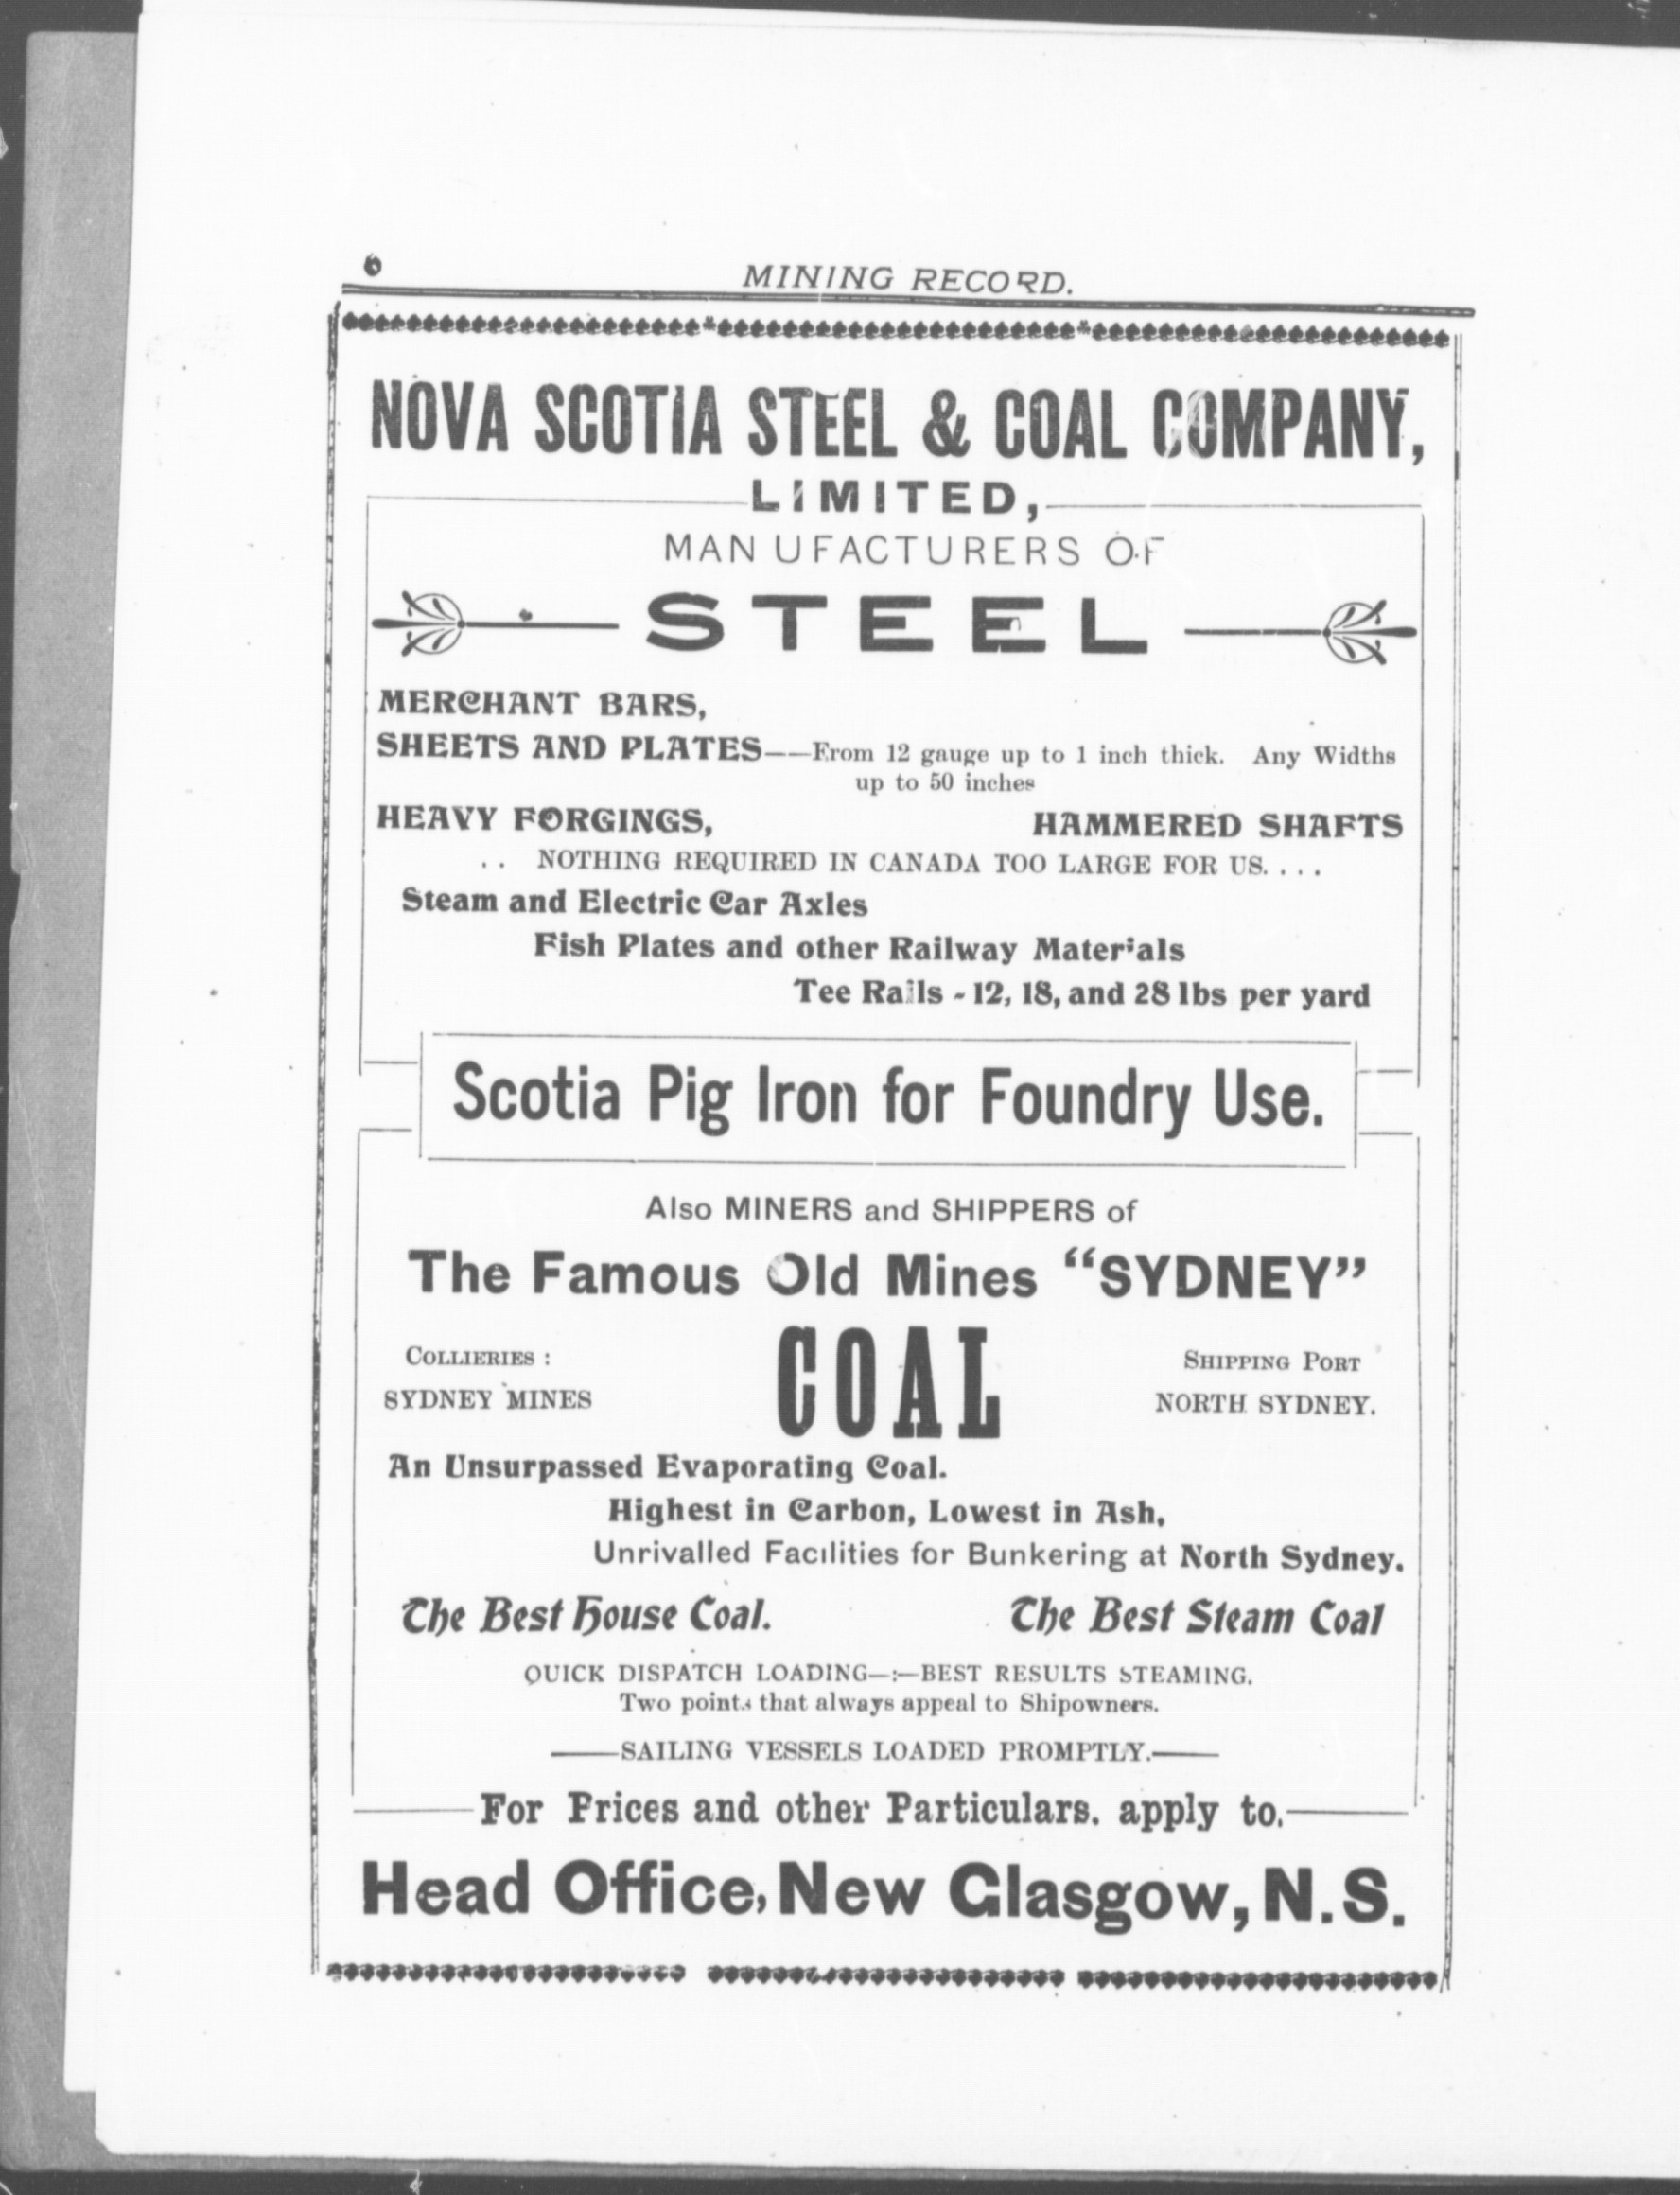 6
MINING RECORD.
NOVA SCOTIA STEEL & COAL COMPANY,
LIMITED,
MANUFACTURERS OF
STEEL
MERCHANT BARS,
SHEETS AND PLATES——From 12 gauge up to 1 inch thick. Any Widths
up to 50 inches
HEAVY FORGINGS, HAMMERED SHAFTS
. . NOTHING REQUIRED IN CANADA TOO LARGE FOR US. . . .
Steam and Electric Car Axles
Fish Plates and other Railway Materials
Tee Rails - 12, 18, and 28 lbs per yard
Scotia Pig Iron for Foundry Use.
Also MINERS and SHIPPERS of
The Famous Old Mines "SYDNEY"
COAL
COLLIERIES :
SYDNEY MINES
SHIPPING PORT
NORTH SYDNEY.
An Unsurpassed Evaporating Coal.
Highest in Carbon, Lowest in Ash,
Unrivalled Facilities for Bunkering at North Sydney.
The Best House Coal. The Best Steam Coal
QUICK DISPATCH LOADING—:—BEST RESULTS STEAMING.
Two points that always appeal to Shipowners.
——SAILING VESSELS LOADED PROMPTLY.——
For Prices and other Particulars. apply to,
Head Office, New Glasgow, N.S.